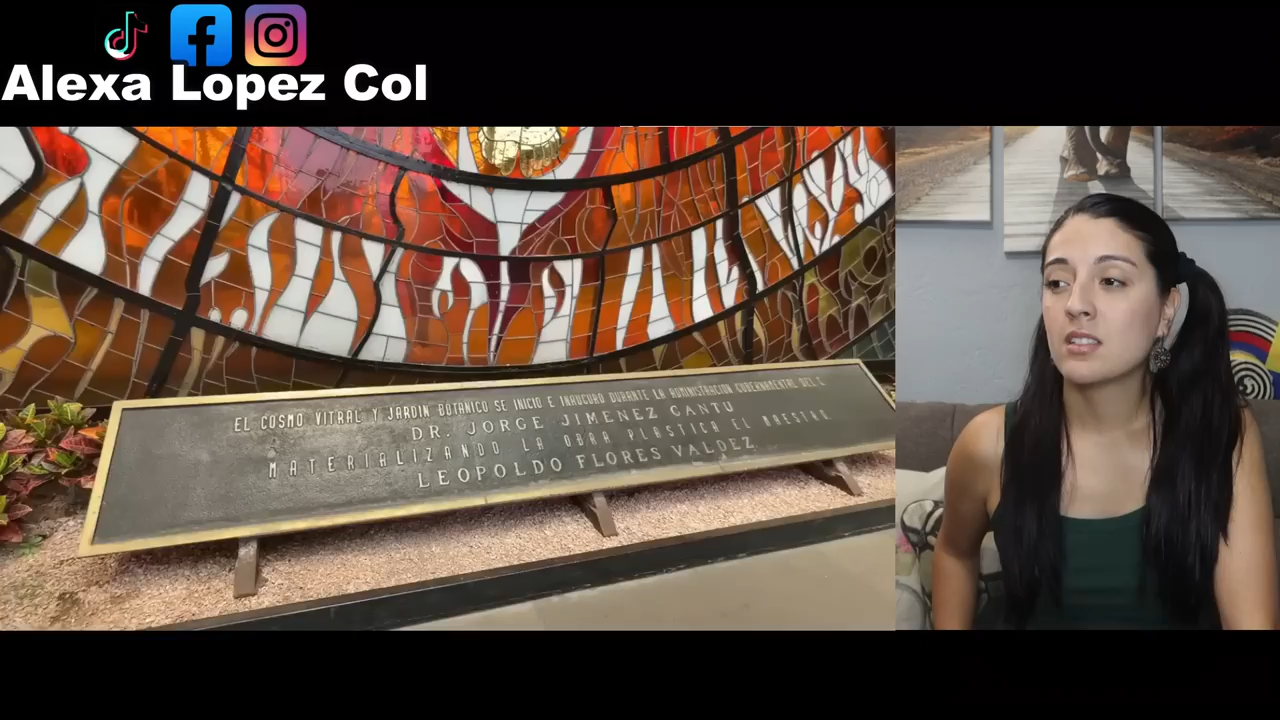 Alexa Lopez Col
EL COSMO VITRAL Y JARDIN BOTANICO SE INICIO E INAUGURO DURANTE LA ADMINISTRACION GUBERNAMENTAL DEL C.
DR. JORGE JIMENEZ CANTU
MATERIALIZANDO LA OBRA PLASTICA EL MAESTRO
LEOPOLDO FLORES VALDEZ